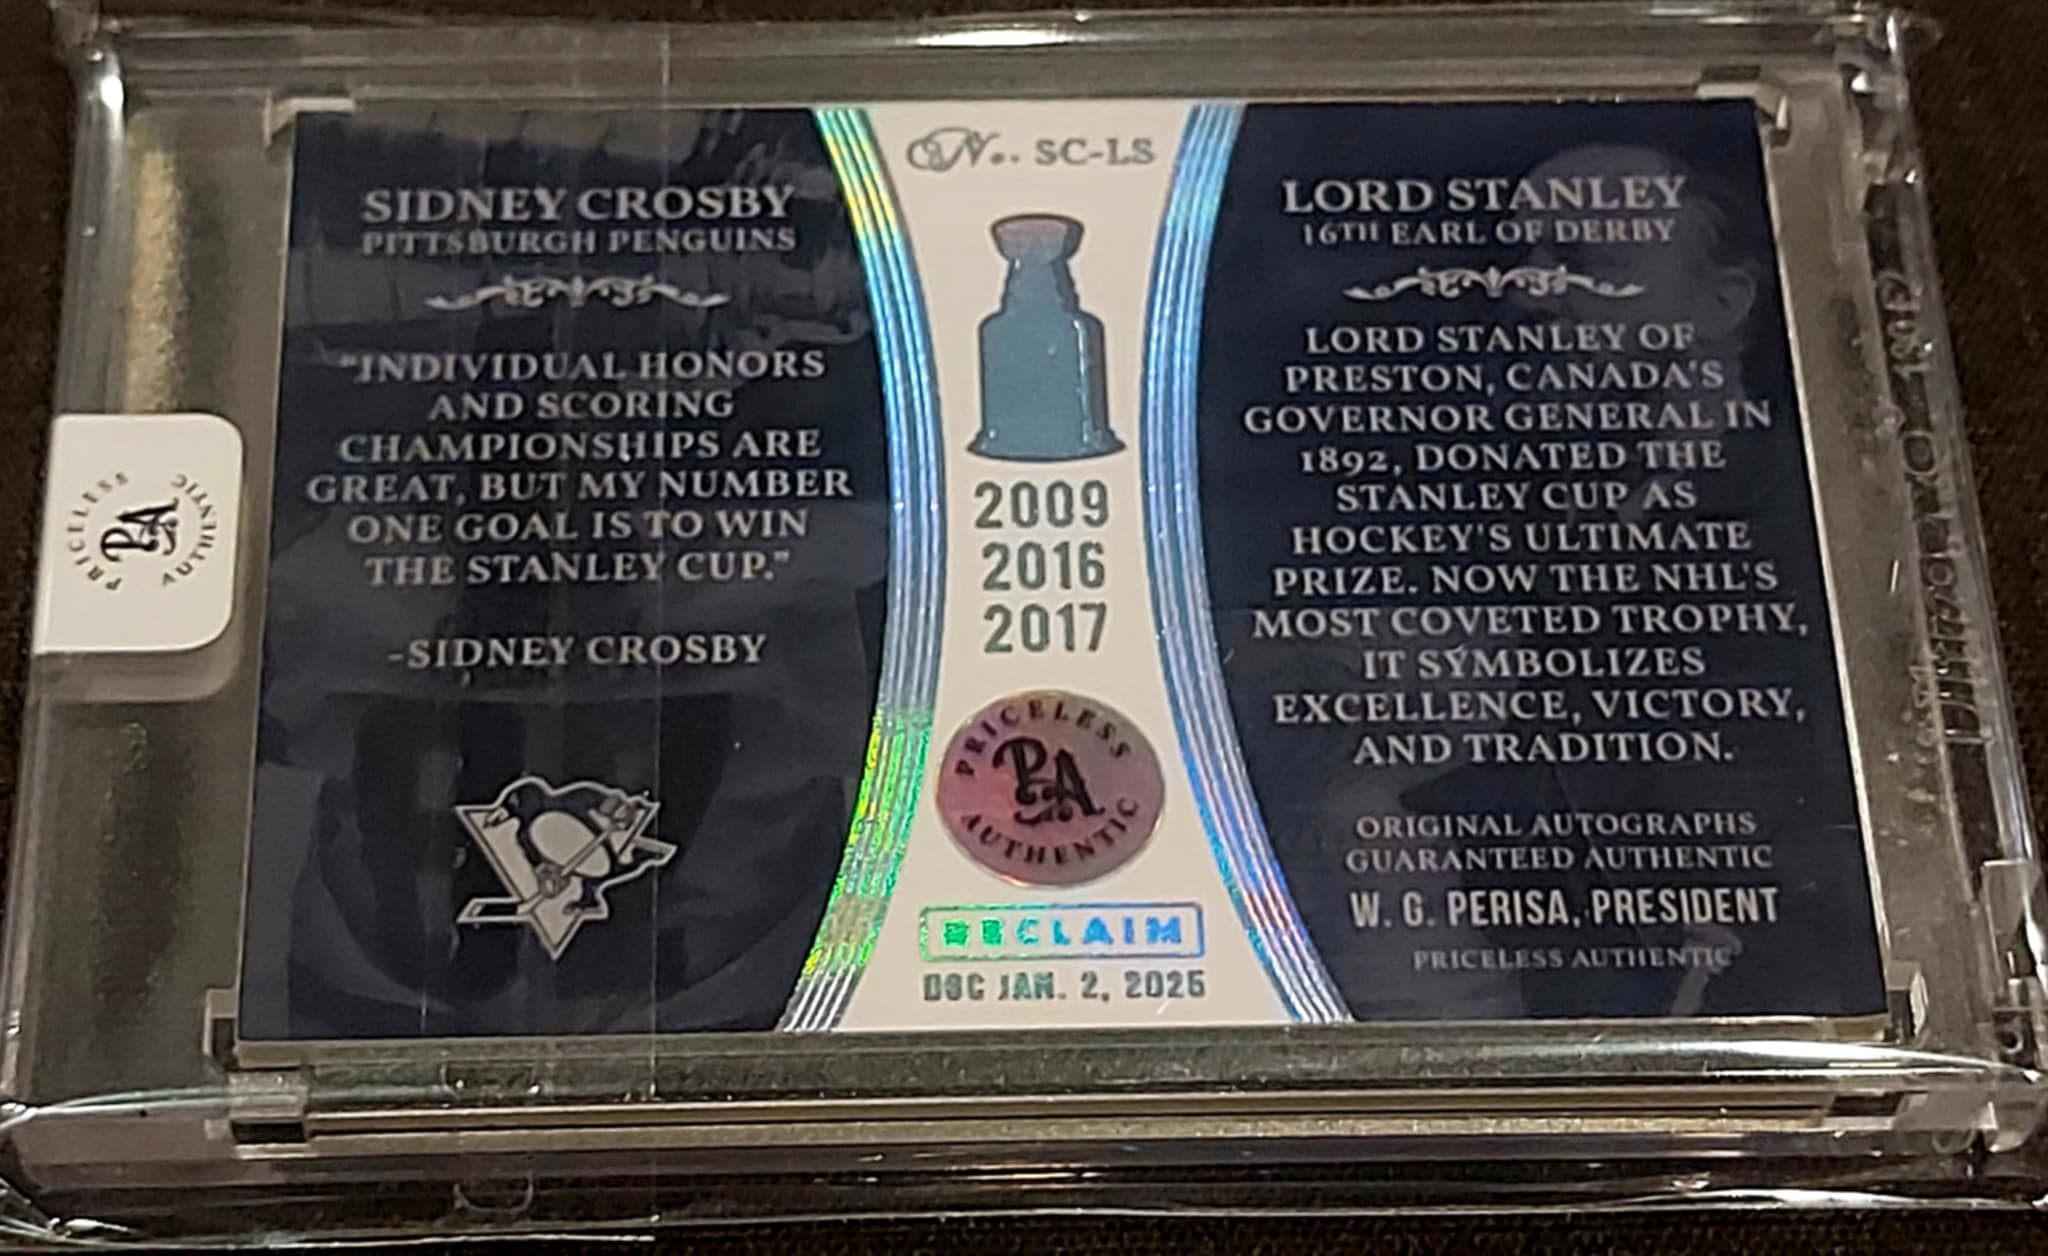 No. SC-LS
SIDNEY CROSBY
PITTSBURGH PENGUINS
"INDIVIDUAL HONORS
AND SCORING
CHAMPIONSHIPS ARE
GREAT, BUT MY NUMBER
ONE GOAL IS TO WIN
THE STANLEY CUP."
-SIDNEY CROSBY
2009
2016
2017
PRICELESS
PA
AUTHENTIC
RECLAIM
DSC JAN. 2, 2025
LORD STANLEY
16TH EARL OF DERBY
LORD STANLEY OF
PRESTON, CANADA'S
GOVERNOR GENERAL IN
1892, DONATED THE
STANLEY CUP AS
HOCKEY'S ULTIMATE
PRIZE. NOW THE NHL'S
MOST COVETED TROPHY,
IT SYMBOLIZES
EXCELLENCE, VICTORY,
AND TRADITION.
ORIGINAL AUTOGRAPHS
GUARANTEED AUTHENTIC
W. G. PERISA, PRESIDENT
PRICELESS AUTHENTIC
PRICELESS
PA
AUTHENTIC